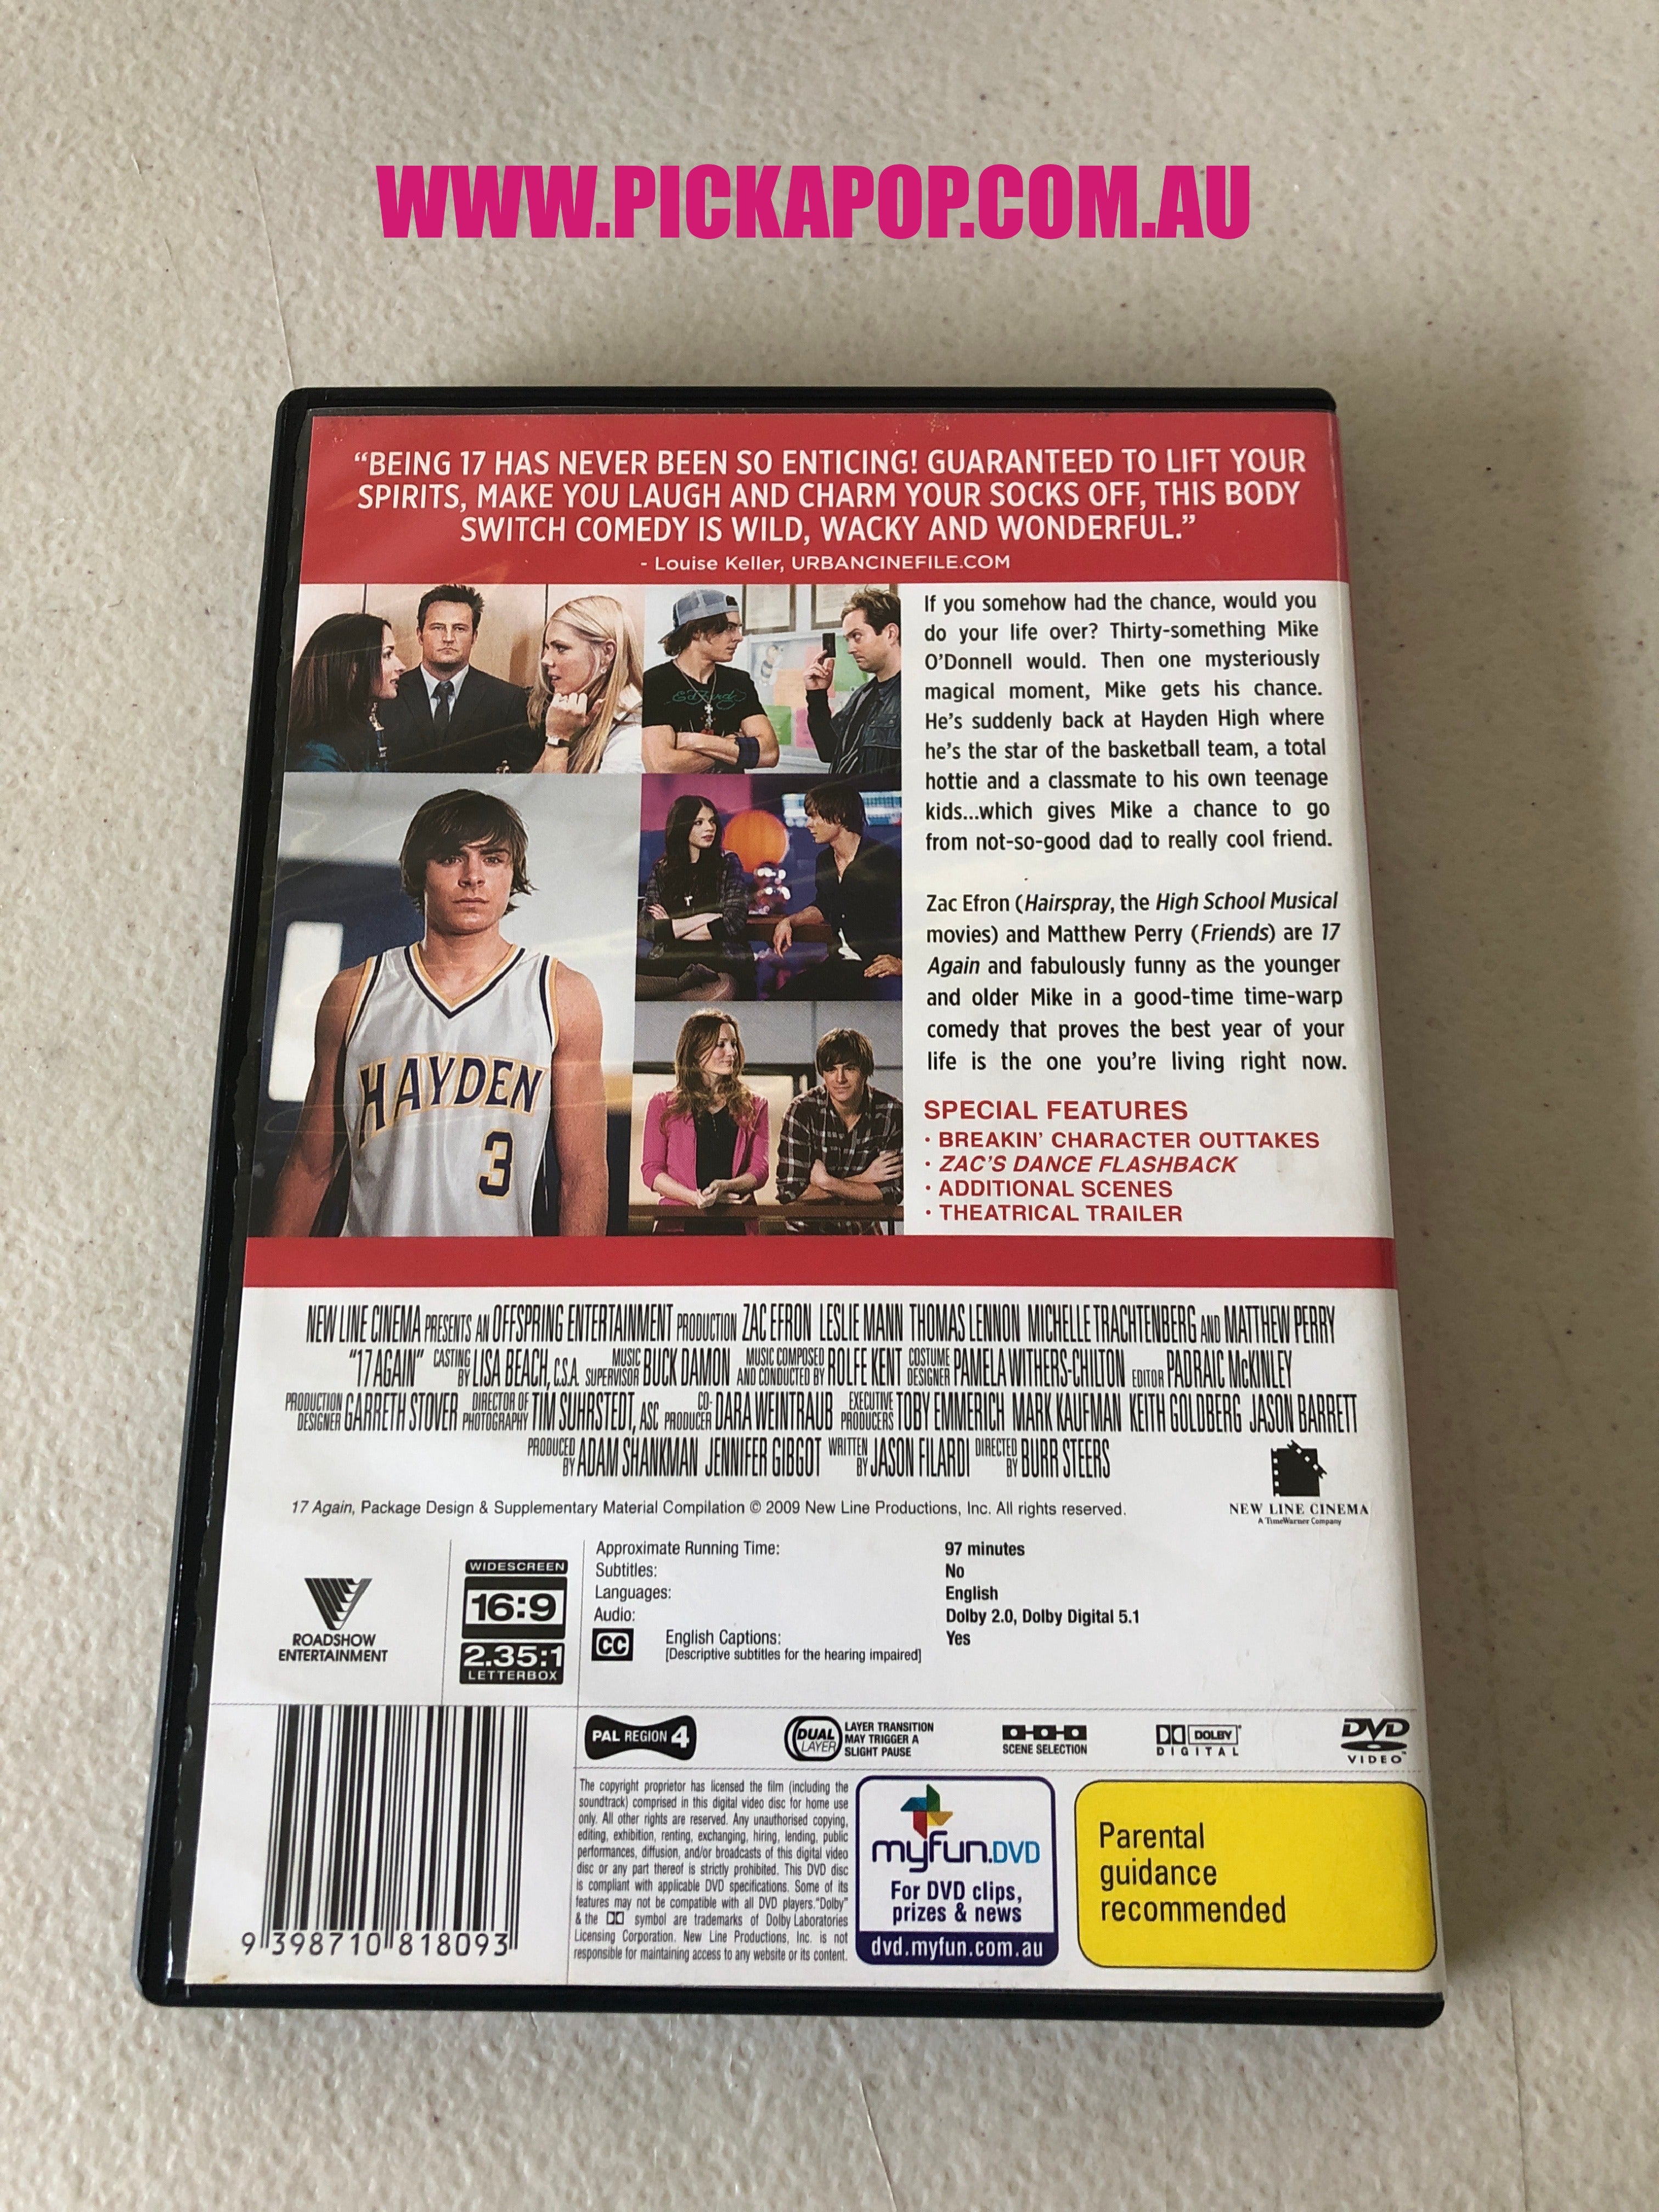 WWW.PICKAPOP.COM.AU
“BEING 17 HAS NEVER BEEN SO ENTICING! GUARANTEED TO LIFT YOUR
SPIRITS, MAKE YOU LAUGH AND CHARM YOUR SOCKS OFF, THIS BODY
SWITCH COMEDY IS WILD, WACKY AND WONDERFUL.”
- Louise Keller, URBANCINEFILE.COM
If you somehow had the chance, would you
do your life over? Thirty-something Mike
O’Donnell would. Then one mysteriously
magical moment, Mike gets his chance.
He’s suddenly back at Hayden High where
he’s the star of the basketball team, a total
hottie and a classmate to his own teenage
kids...which gives Mike a chance to go
from not-so-good dad to really cool friend.
Zac Efron (Hairspray, the High School Musical
movies) and Matthew Perry (Friends) are 17
Again and fabulously funny as the younger
and older Mike in a good-time time-warp
comedy that proves the best year of your
life is the one you’re living right now.
Ed Hardy
HAYDEN
3
SPECIAL FEATURES
• BREAKIN’ CHARACTER OUTTAKES
• ZAC’S DANCE FLASHBACK
• ADDITIONAL SCENES
• THEATRICAL TRAILER
NEW LINE CINEMA PRESENTS AN OFFSPRING ENTERTAINMENT PRODUCTION ZAC EFRON LESLIE MANN THOMAS LENNON MICHELLE TRACHTENBERG AND MATTHEW PERRY
“17 AGAIN” CASTING BY LISA BEACH, C.S.A. MUSIC SUPERVISOR BUCK DAMON MUSIC COMPOSED AND CONDUCTED BY ROLFE KENT COSTUME DESIGNER PAMELA WITHERS-CHILTON EDITOR PADRAIC McKINLEY
PRODUCTION DESIGNER GARRETH STOVER DIRECTOR OF PHOTOGRAPHY TIM SUHRSTEDT, ASC CO-PRODUCER DARA WEINTRAUB EXECUTIVE PRODUCERS TOBY EMMERICH MARK KAUFMAN KEITH GOLDBERG JASON BARRETT
PRODUCED BY ADAM SHANKMAN JENNIFER GIBGOT WRITTEN BY JASON FILARDI DIRECTED BY BURR STEERS
17 Again, Package Design & Supplementary Material Compilation © 2009 New Line Productions, Inc. All rights reserved.
NEW LINE CINEMA
A TimeWarner Company
ROADSHOW
ENTERTAINMENT
WIDESCREEN
16:9
2.35:1
LETTERBOX
Approximate Running Time: 97 minutes
Subtitles: No
Languages: English
Audio: Dolby 2.0, Dolby Digital 5.1
CC English Captions: Yes
[Descriptive subtitles for the hearing impaired]
PAL REGION 4
DUAL LAYER
LAYER TRANSITION
MAY TRIGGER A
SLIGHT PAUSE
SCENE SELECTION
DOLBY
DIGITAL
DVD
VIDEO™
9 398710 818093
The copyright proprietor has licensed the film (including the
soundtrack) comprised in this digital video disc for home use
only. All other rights are reserved. Any unauthorised copying,
editing, exhibition, renting, exchanging, hiring, lending, public
performances, diffusion, and/or broadcasts of this digital video
disc or any part thereof is strictly prohibited. This DVD disc
is compliant with applicable DVD specifications. Some of its
features may not be compatible with all DVD players.“Dolby”
& the symbol are trademarks of Dolby Laboratories
Licensing Corporation. New Line Productions, Inc. is not
responsible for maintaining access to any website or its content.
myfun.DVD
For DVD clips,
prizes & news
dvd.myfun.com.au
Parental
guidance
recommended